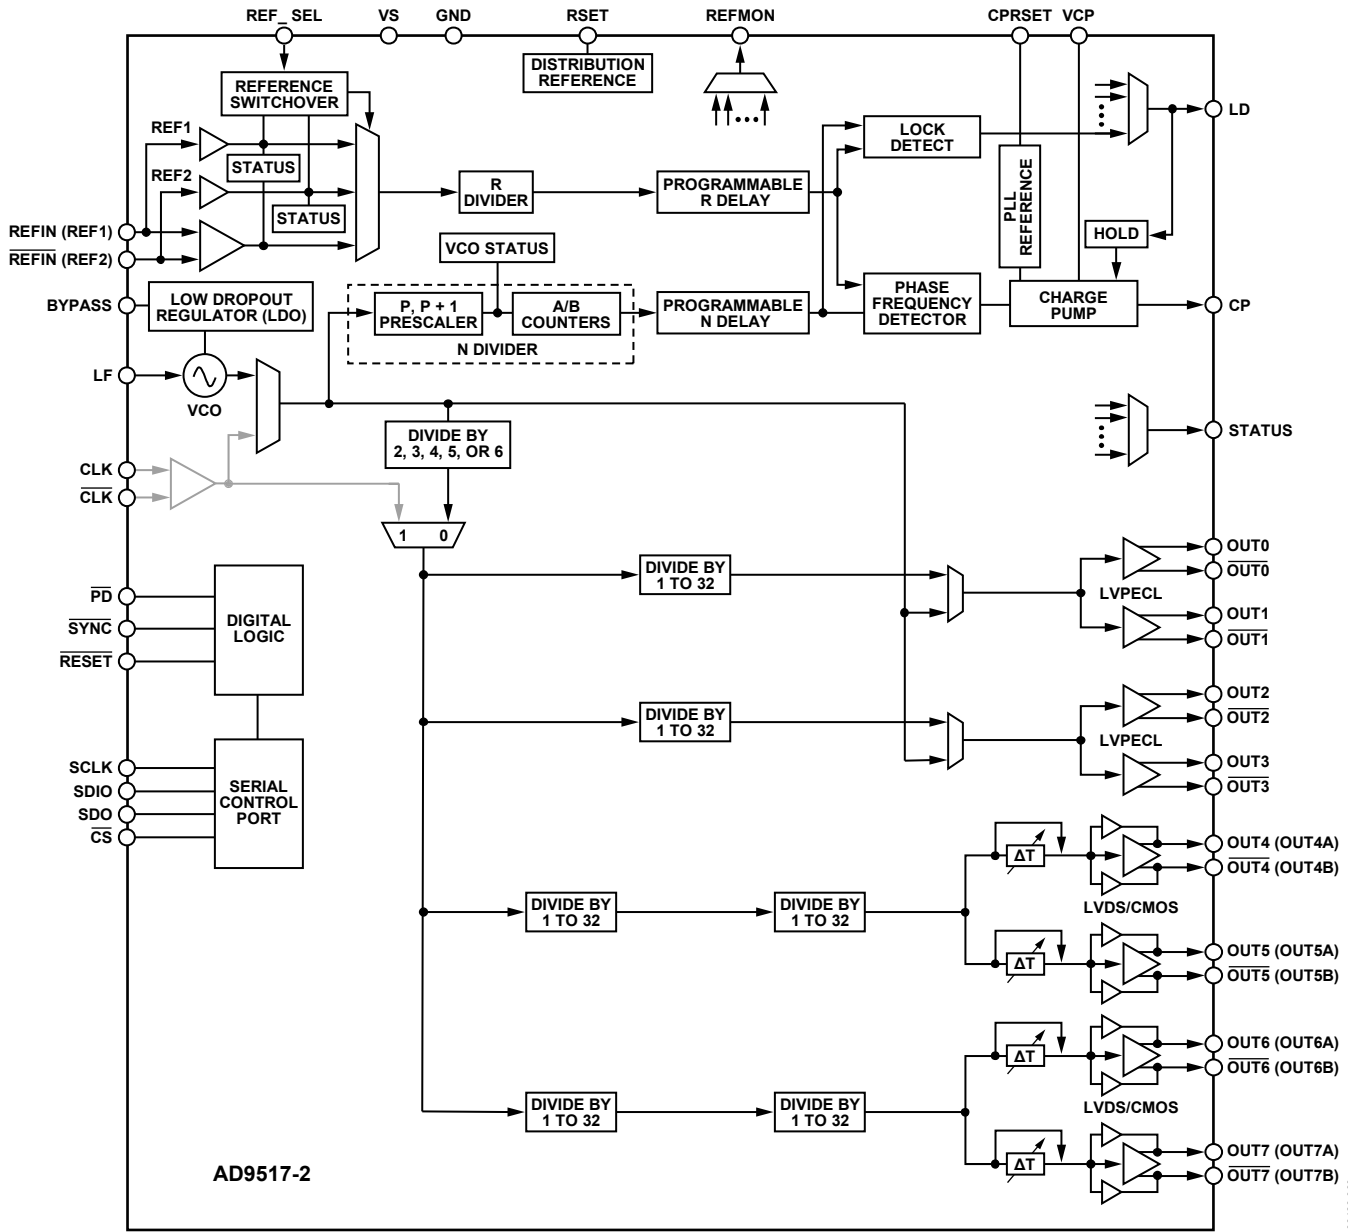 REF_ SEL
VS
GND
RSET
REFMON
CPRSET
VCP
DISTRIBUTION
REFERENCE
REFERENCE
SWITCHOVER
REF1
STATUS
REF2
STATUS
R
DIVIDER
PROGRAMMABLE
R DELAY
LOCK
DETECT
PLL
REFERENCE
LD
HOLD
REFIN (REF1)
REFIN (REF2)
VCO STATUS
BYPASS
LOW DROPOUT
REGULATOR (LDO)
P, P + 1
PRESCALER
A/B
COUNTERS
N DIVIDER
PROGRAMMABLE
N DELAY
PHASE
FREQUENCY
DETECTOR
CHARGE
PUMP
CP
LF
VCO
STATUS
DIVIDE BY
2, 3, 4, 5, OR 6
CLK
CLK
1 0
PD
SYNC
RESET
DIGITAL
LOGIC
DIVIDE BY
1 TO 32
LVPECL
OUT0
OUT0
OUT1
OUT1
DIVIDE BY
1 TO 32
LVPECL
OUT2
OUT2
OUT3
OUT3
SCLK
SDIO
SDO
CS
SERIAL
CONTROL
PORT
DIVIDE BY
1 TO 32
DIVIDE BY
1 TO 32
ΔT
OUT4 (OUT4A)
OUT4 (OUT4B)
LVDS/CMOS
ΔT
OUT5 (OUT5A)
OUT5 (OUT5B)
DIVIDE BY
1 TO 32
DIVIDE BY
1 TO 32
ΔT
OUT6 (OUT6A)
OUT6 (OUT6B)
LVDS/CMOS
ΔT
OUT7 (OUT7A)
OUT7 (OUT7B)
AD9517-2